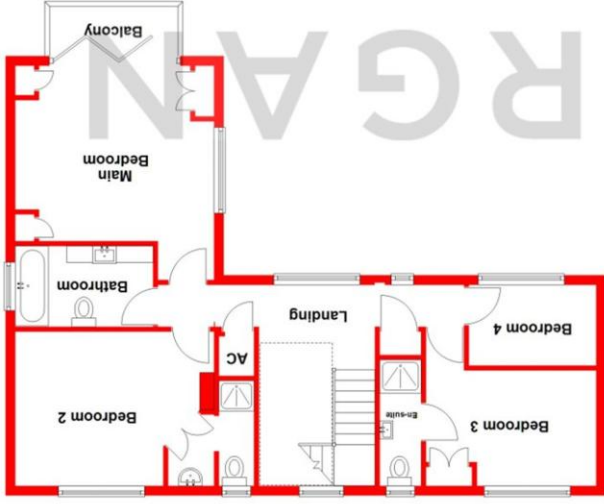 Bedroom 3
En-suite
Bedroom 2
AC
Bedroom 4
Landing
Bathroom
Main
Bedroom
RGAN
Balcony